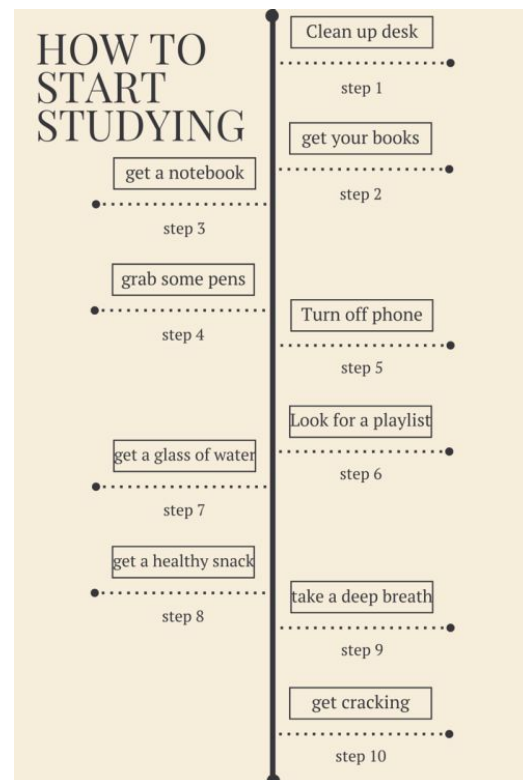 HOW TO
START
STUDYING
Clean up desk
step 1
get your books
step 2
get a notebook
step 3
grab some pens
step 4
Turn off phone
step 5
Look for a playlist
step 6
get a glass of water
step 7
get a healthy snack
step 8
take a deep breath
step 9
get cracking
step 10